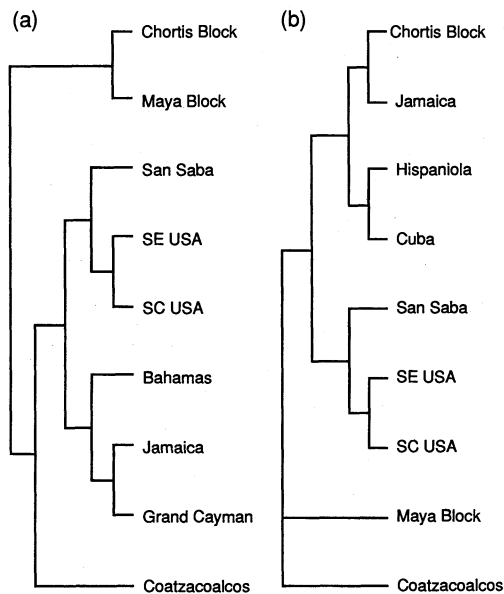 (a)
Chortis Block
Maya Block
San Saba
SE USA
SC USA
Bahamas
Jamaica
Grand Cayman
Coatzacoalcos
(b)
Chortis Block
Jamaica
Hispaniola
Cuba
San Saba
SE USA
SC USA
Maya Block
Coatzacoalcos